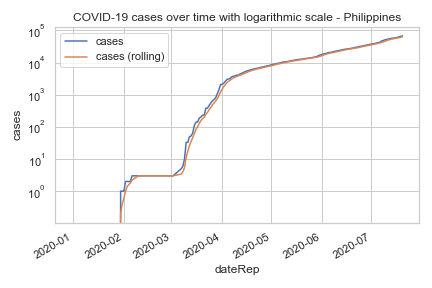 COVID-19 cases over time with logarithmic scale - Philippines
cases
cases (rolling)
10^5
10^4
10^3
10^2
10^1
10^0
cases
2020-01
2020-02
2020-03
2020-04
2020-05
2020-06
2020-07
dateRep